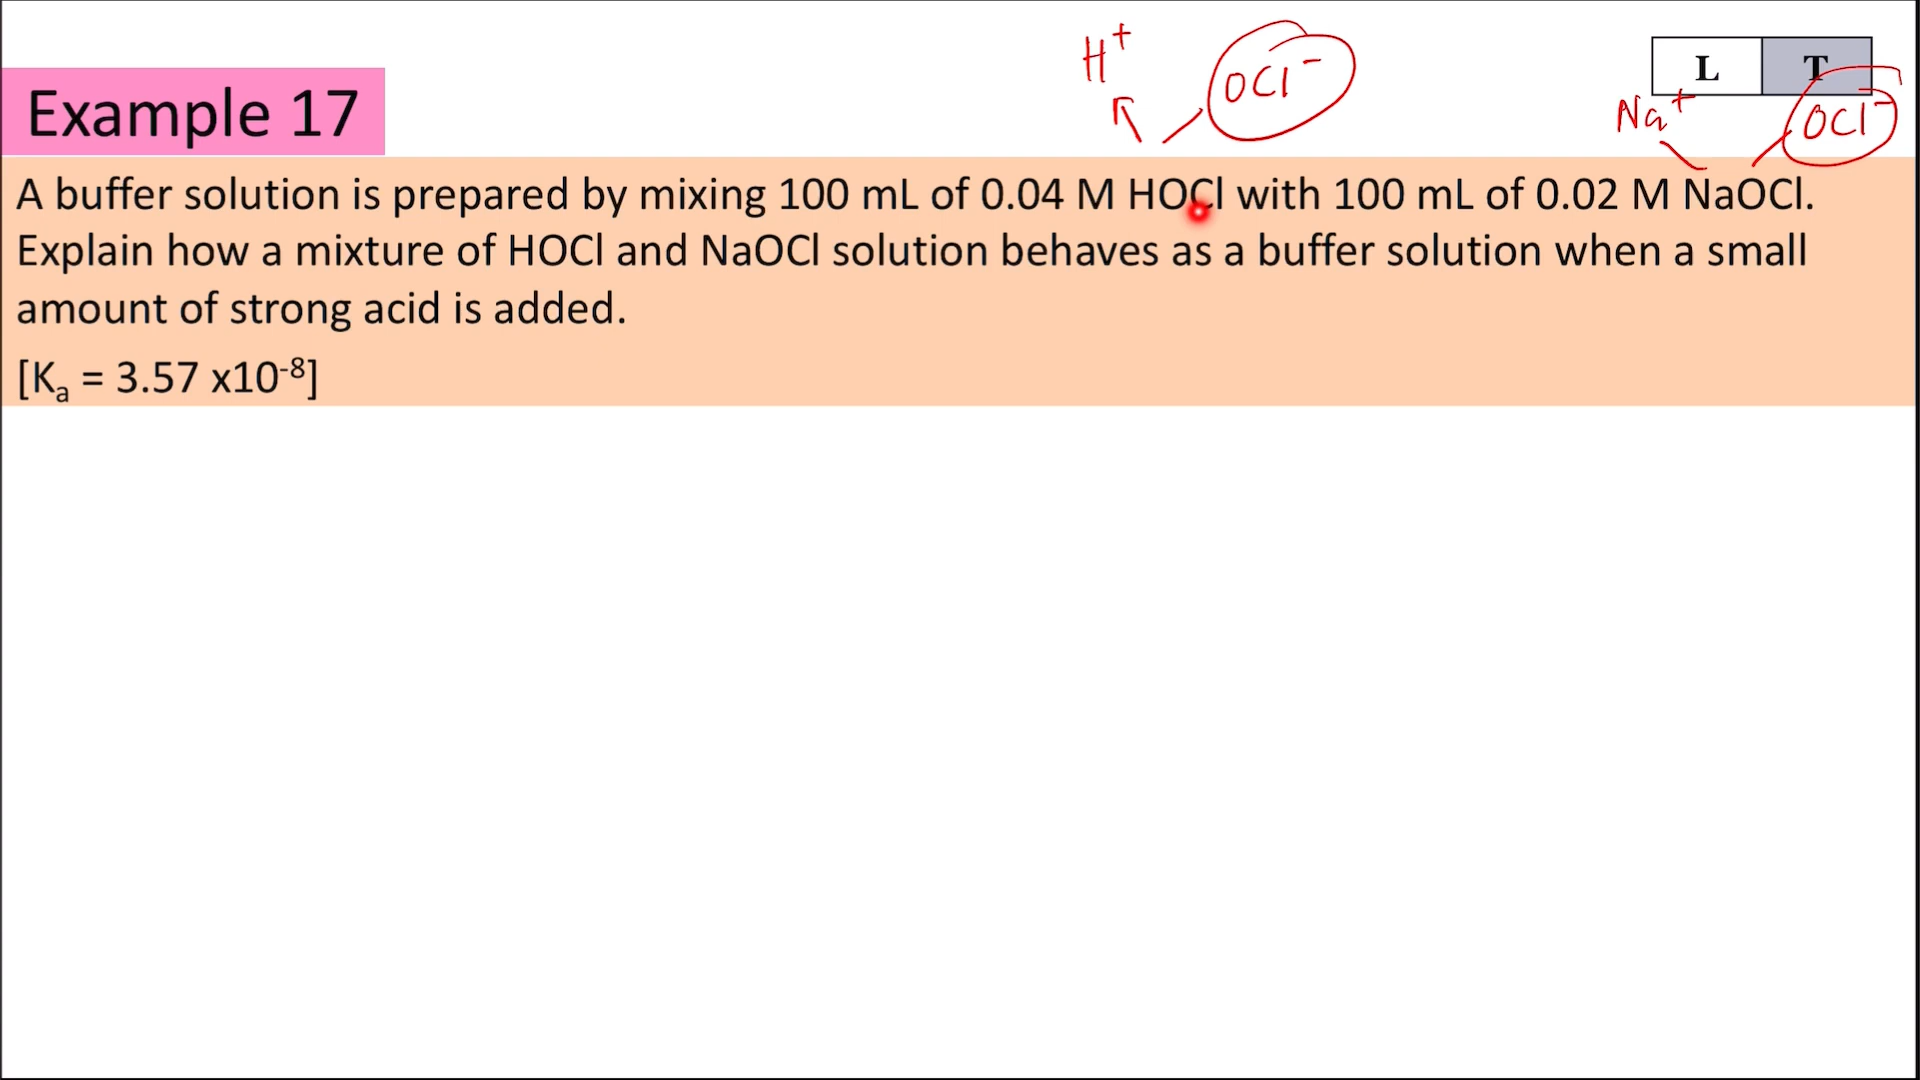 H⁺ OCl⁻
L T
Na⁺ OCl⁻
Example 17
A buffer solution is prepared by mixing 100 mL of 0.04 M HOCl with 100 mL of 0.02 M NaOCl.
Explain how a mixture of HOCl and NaOCl solution behaves as a buffer solution when a small
amount of strong acid is added.
[Kₐ = 3.57 x10⁻⁸]